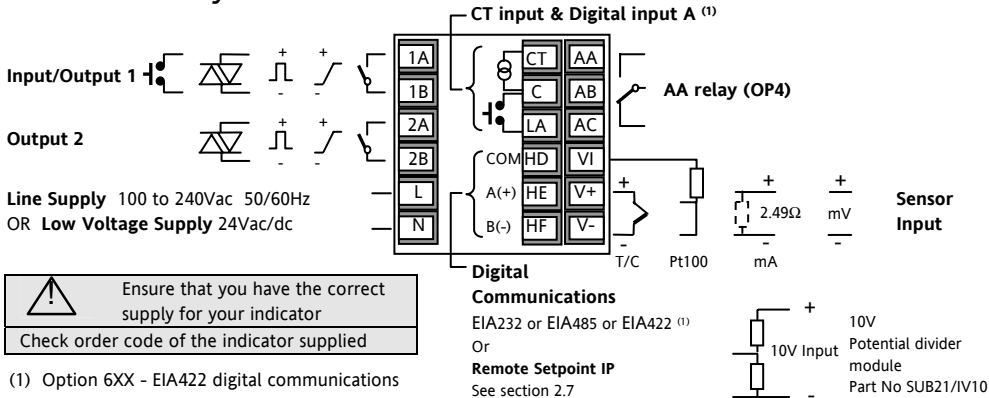 CT input & Digital input A (1)
Input/Output 1
+ +
- -
Output 2
+ +
- -
Line Supply 100 to 240Vac 50/60Hz
OR Low Voltage Supply 24Vac/dc
1A
1B
2A
2B
L
N
CT
C
LA
COM HD
A(+) HE
B(-) HF
AA
AB
AC
VI
V+
V-
AA relay (OP4)
+
-
T/C
Pt100
+
2.49Ω
-
mA
+
mV
-
Sensor
Input
!
Ensure that you have the correct
supply for your indicator
Check order code of the indicator supplied
(1) Option 6XX - EIA422 digital communications
Digital
Communications
EIA232 or EIA485 or EIA422 (1)
Or
Remote Setpoint IP
See section 2.7
+
10V Input
-
10V
Potential divider
module
Part No SUB21/IV10